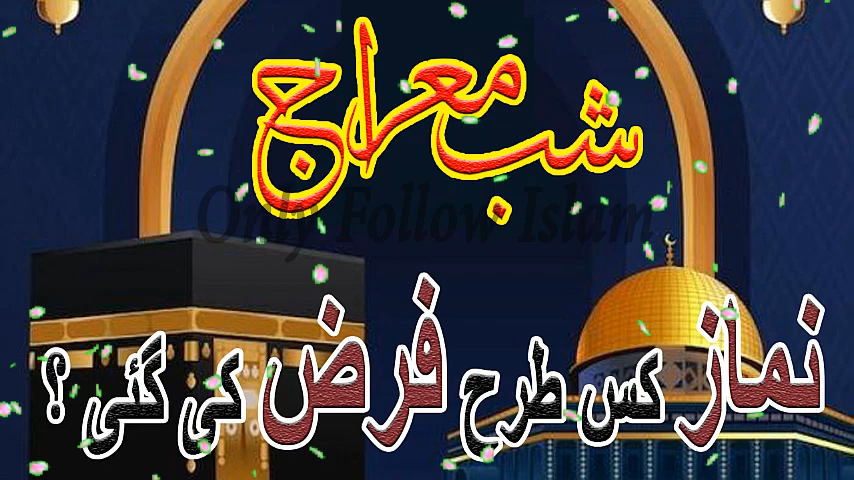 شب معراج
Only Follow Islam
نماز کس طرح فرض کی گئی ؟